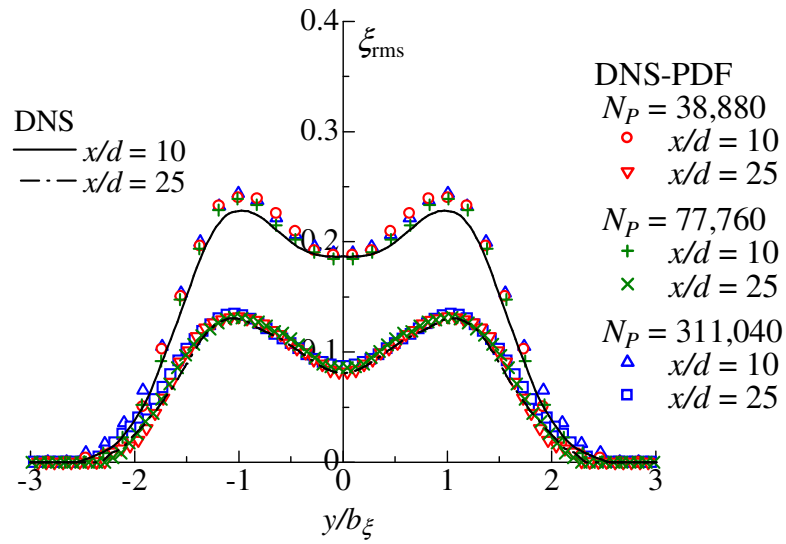 0.4
ξrms
0.3
0.2
0.1
0
-3 -2 -1 0 1 2 3
y/bξ
DNS
x/d = 10
x/d = 25
DNS-PDF
NP = 38,880
x/d = 10
x/d = 25
NP = 77,760
x/d = 10
x/d = 25
NP = 311,040
x/d = 10
x/d = 25